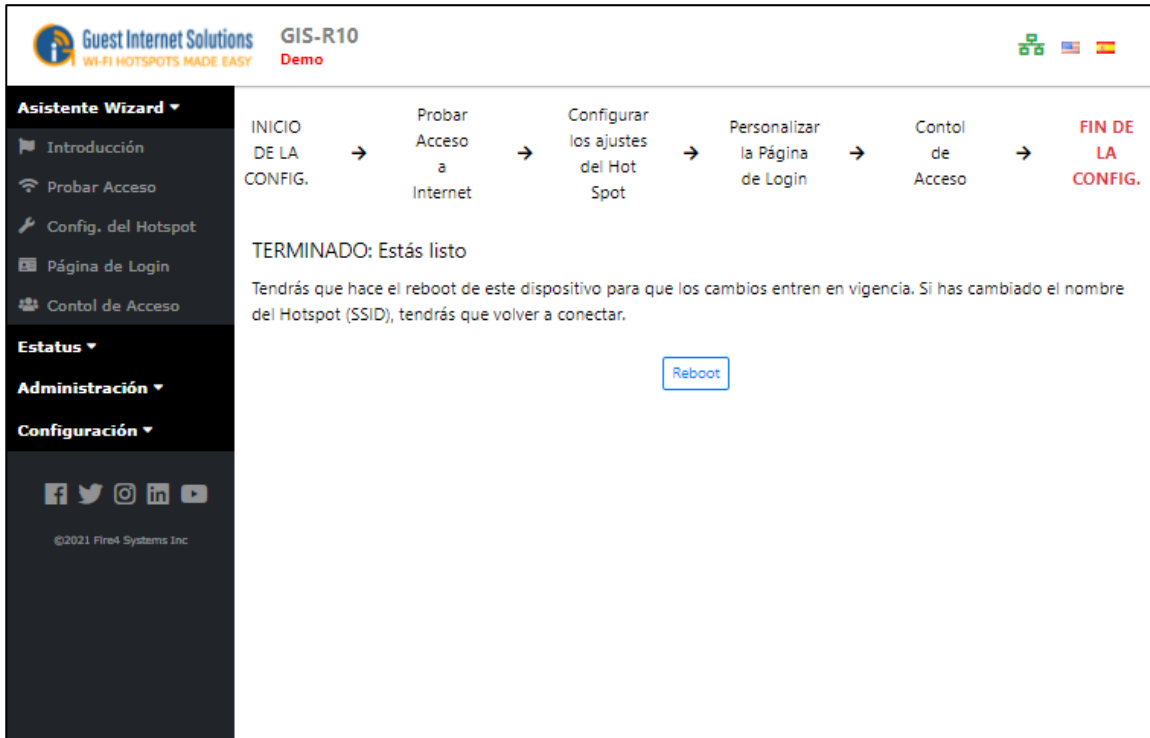 Guest Internet Solutions
WI-FI HOTSPOTS MADE EASY
GIS-R10
Demo
Asistente Wizard
Introducción
Probar Acceso
Config. del Hotspot
Página de Login
Contol de Acceso
Estatus
Administración
Configuración
©2021 Fire4 Systems Inc
INICIO
DE LA
CONFIG.
Probar
Acceso
a
Internet
Configurar
los ajustes
del Hot
Spot
Personalizar
la Página
de Login
Contol
de
Acceso
FIN DE
LA
CONFIG.
TERMINADO: Estás listo
Tendrás que hace el reboot de este dispositivo para que los cambios entren en vigencia. Si has cambiado el nombre
del Hotspot (SSID), tendrás que volver a conectar.
Reboot